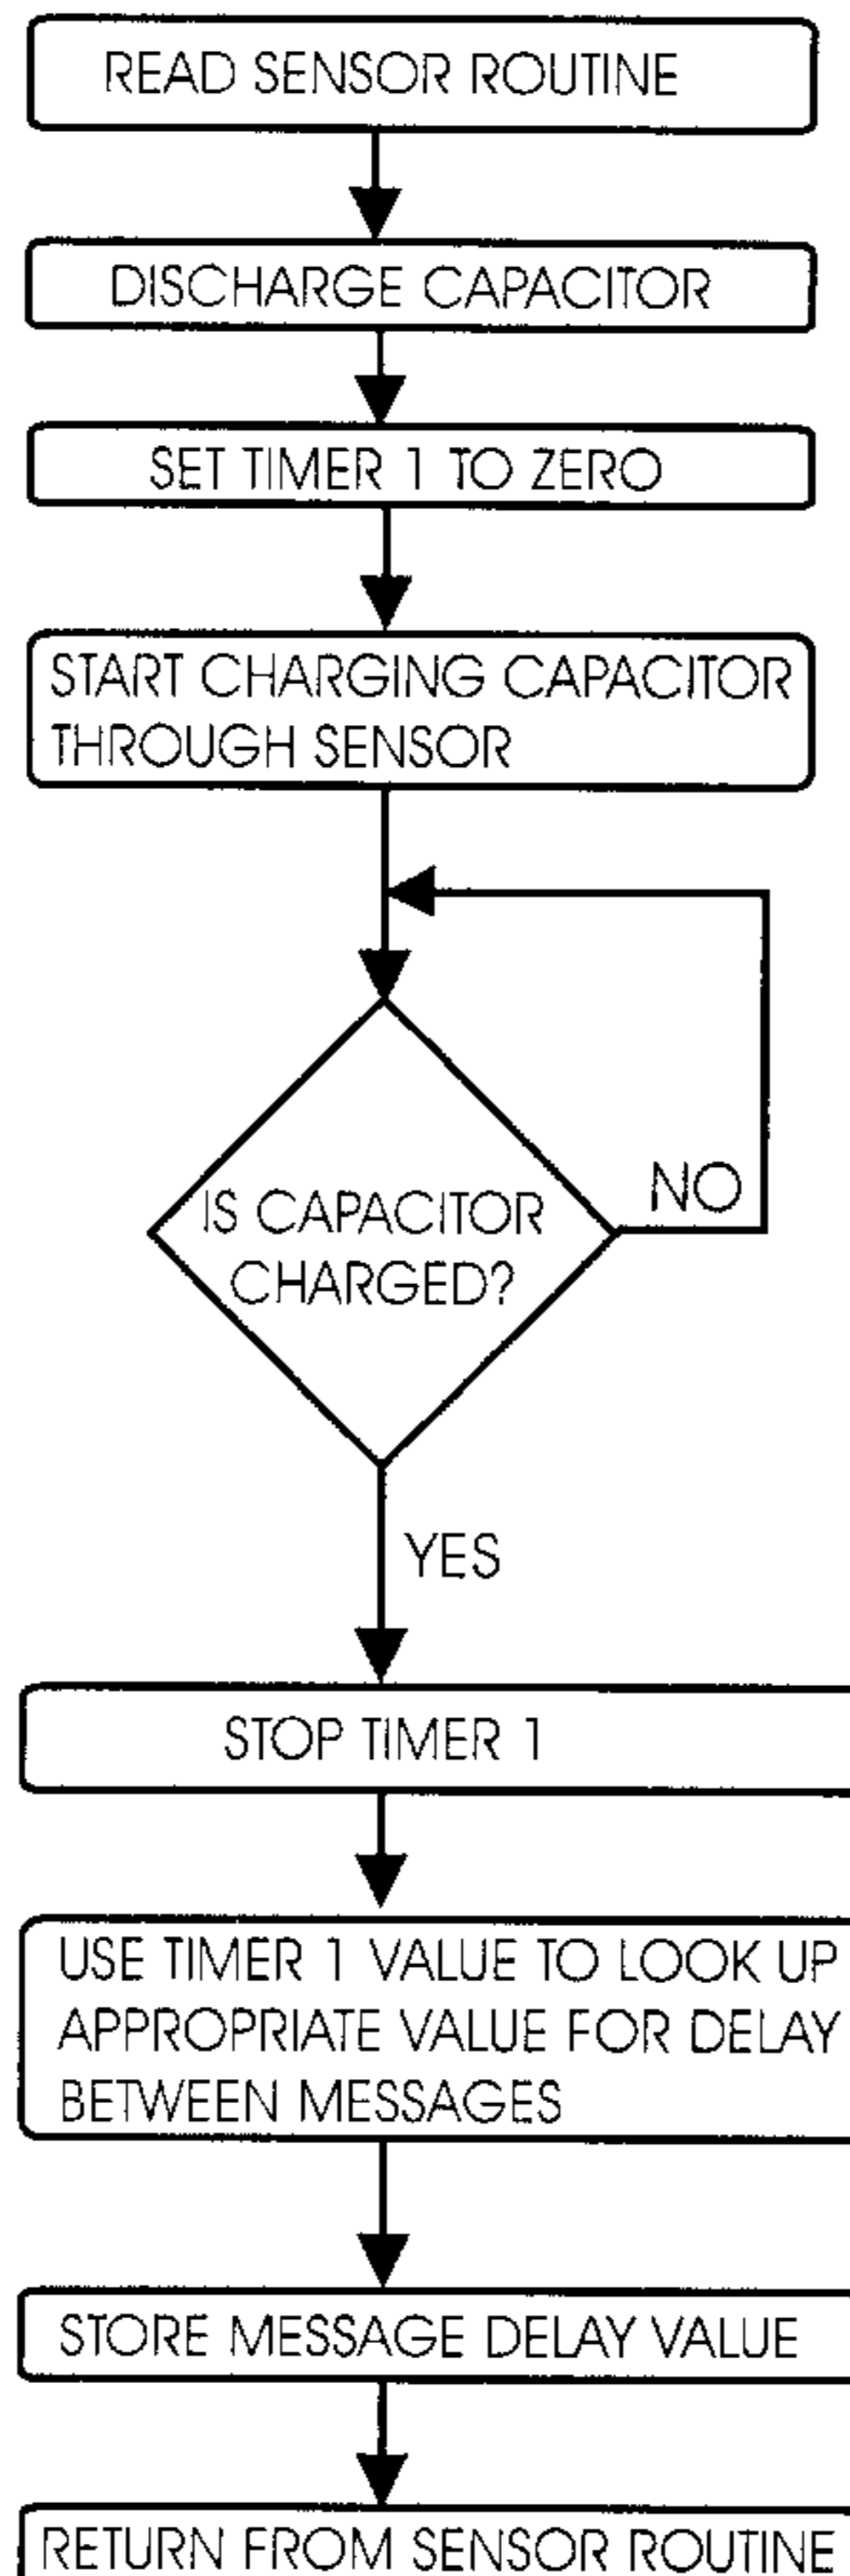 READ SENSOR ROUTINE
DISCHARGE CAPACITOR
SET TIMER 1 TO ZERO
START CHARGING CAPACITOR
THROUGH SENSOR
NO
IS CAPACITOR
CHARGED?
YES
STOP TIMER 1
USE TIMER 1 VALUE TO LOOK UP
APPROPRIATE VALUE FOR DELAY
BETWEEN MESSAGES
STORE MESSAGE DELAY VALUE
RETURN FROM SENSOR ROUTINE